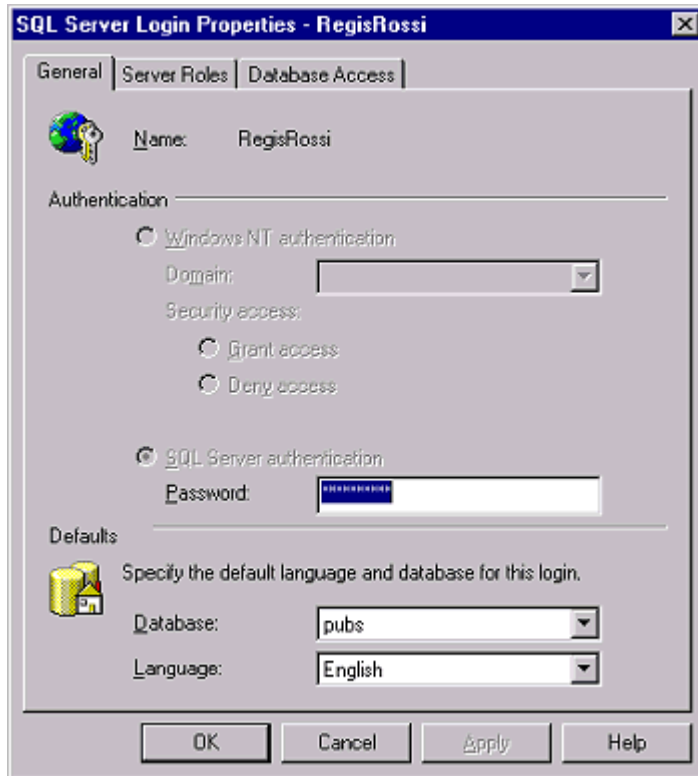 SQL Server Login Properties - RegisRossi
General Server Roles Database Access
Name: RegisRossi
Authentication
Windows NT authentication
Domain:
Security access:
Grant access
Deny access
SQL Server authentication
Password: **********
Defaults
Specify the default language and database for this login.
Database: pubs
Language: English
OK Cancel Apply Help